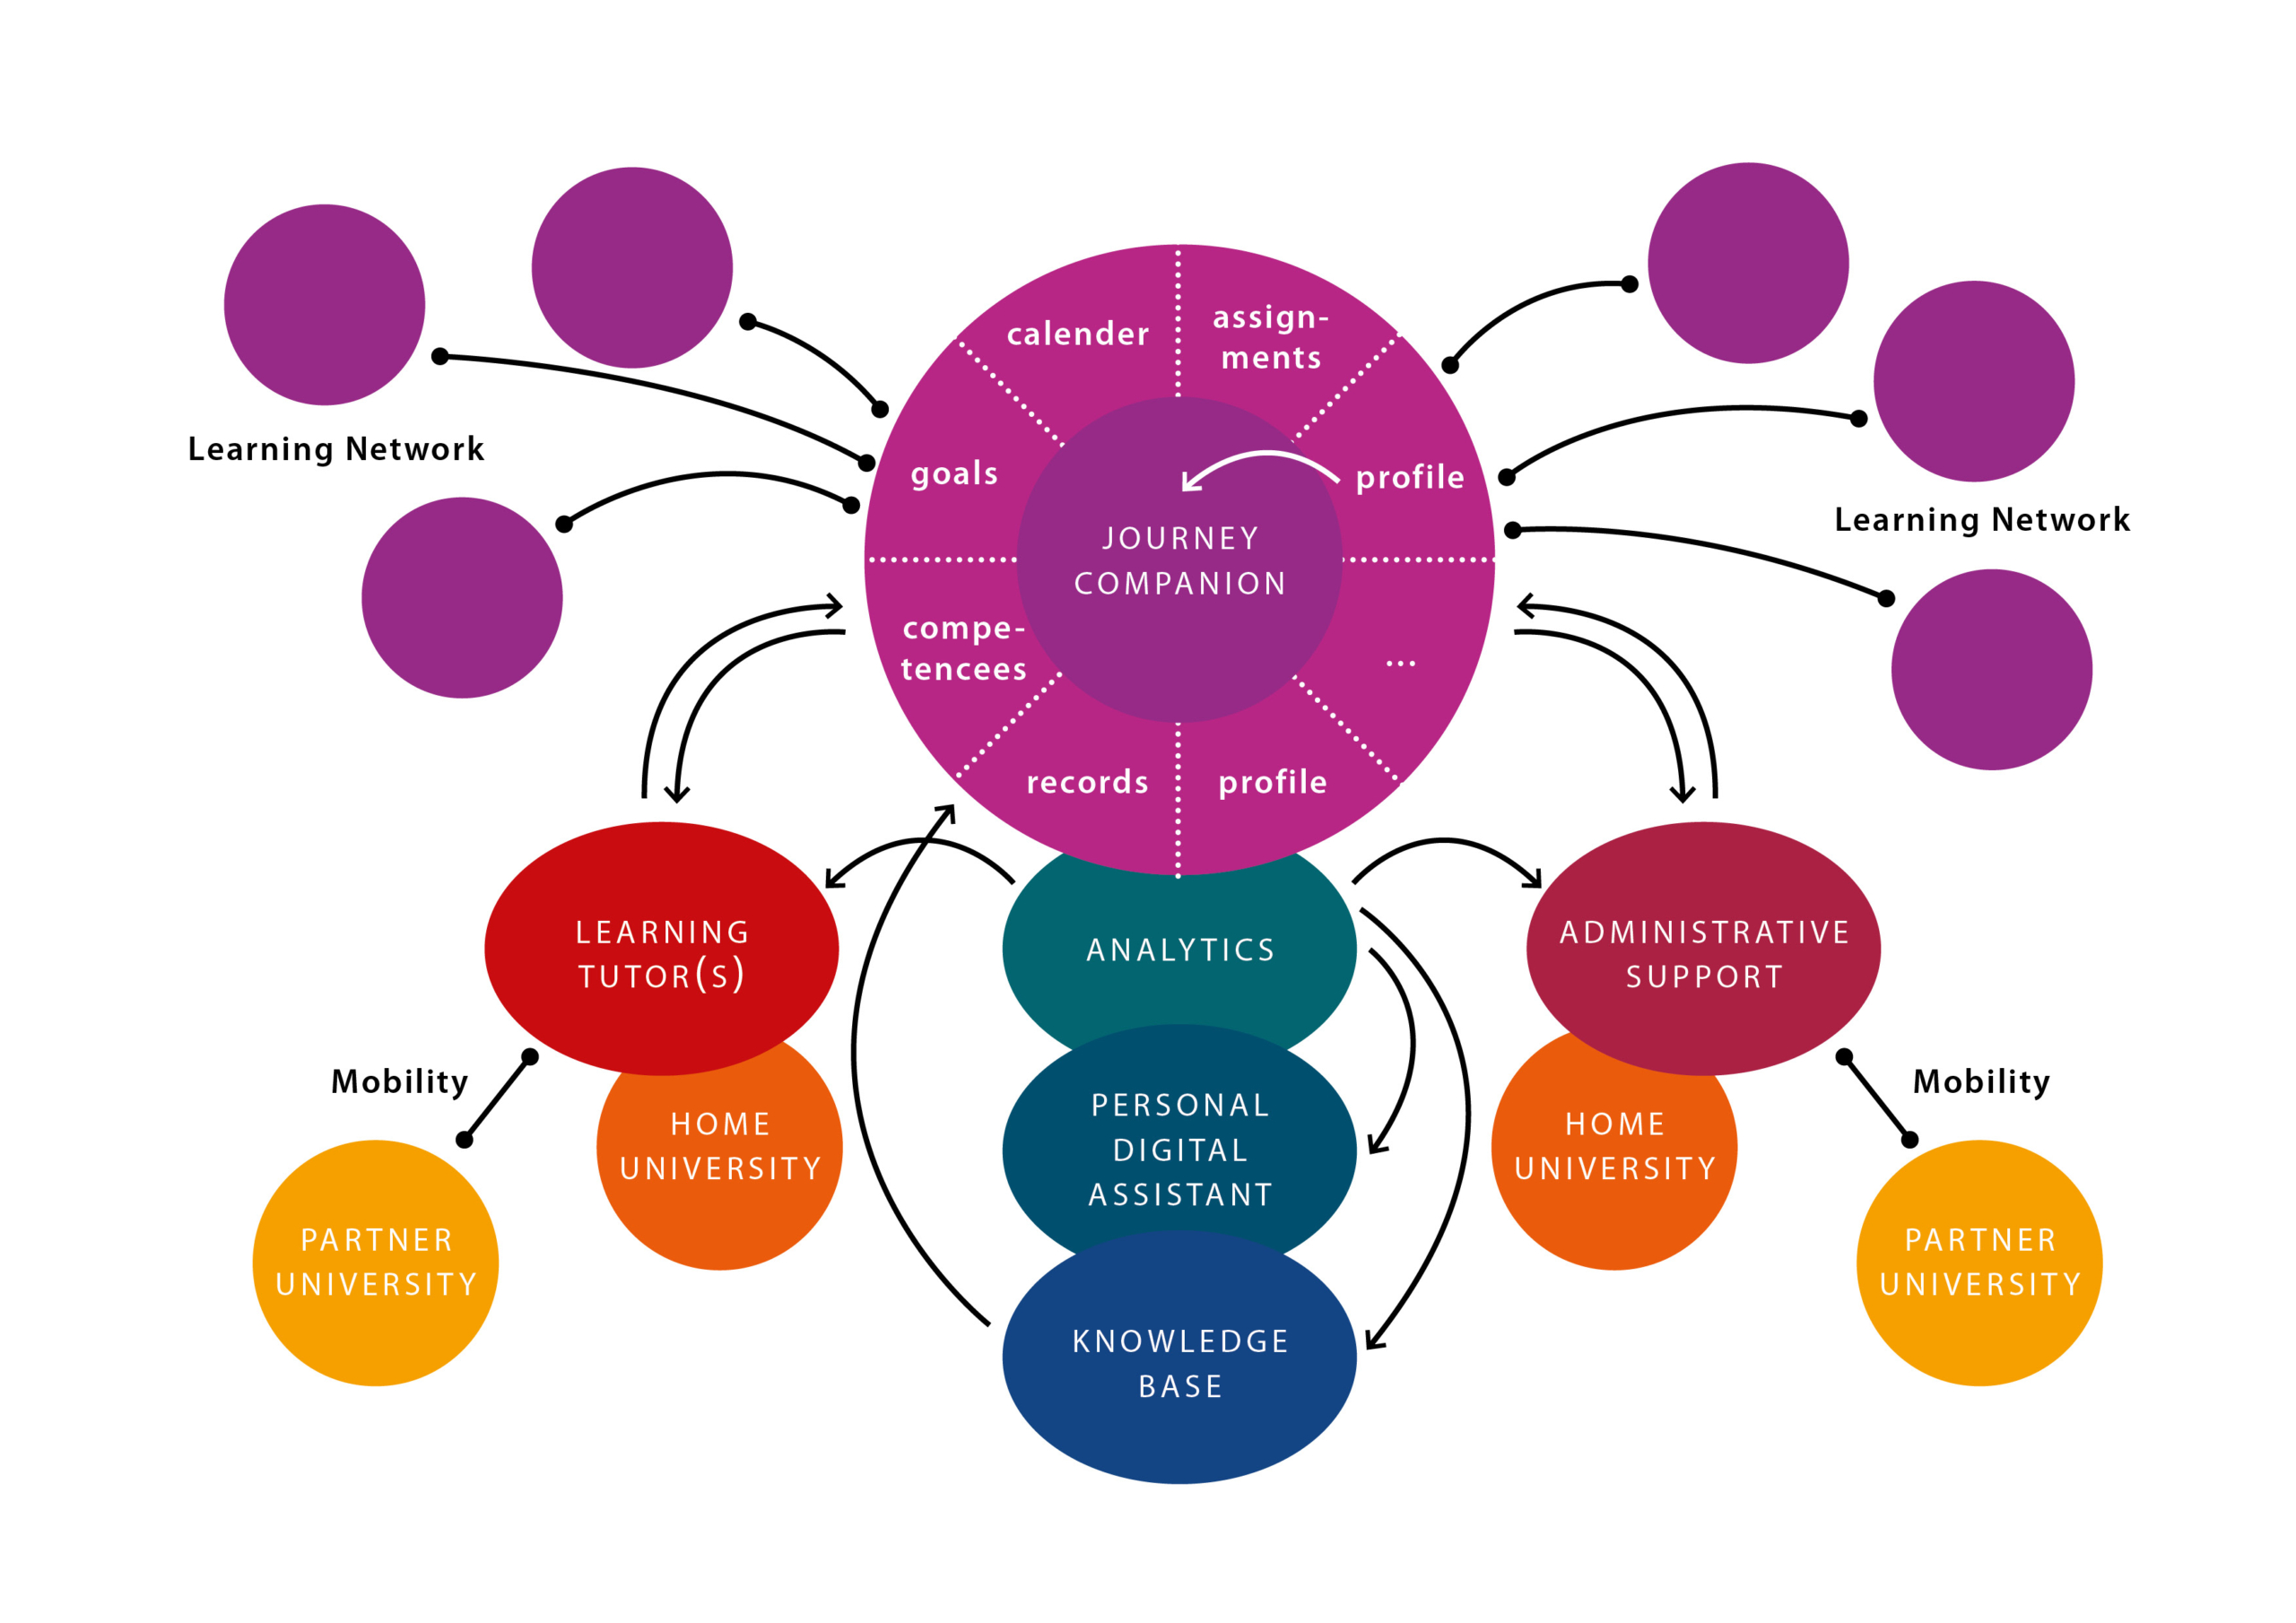 calender
assign-
ments
Learning Network
goals
profile
Learning Network
JOURNEY
COMPANION
compe-
tencees
...
records
profile
LEARNING
TUTOR(S)
ANALYTICS
ADMINISTRATIVE
SUPPORT
Mobility
Mobility
HOME
UNIVERSITY
PERSONAL
DIGITAL
ASSISTANT
HOME
UNIVERSITY
PARTNER
UNIVERSITY
PARTNER
UNIVERSITY
KNOWLEDGE
BASE